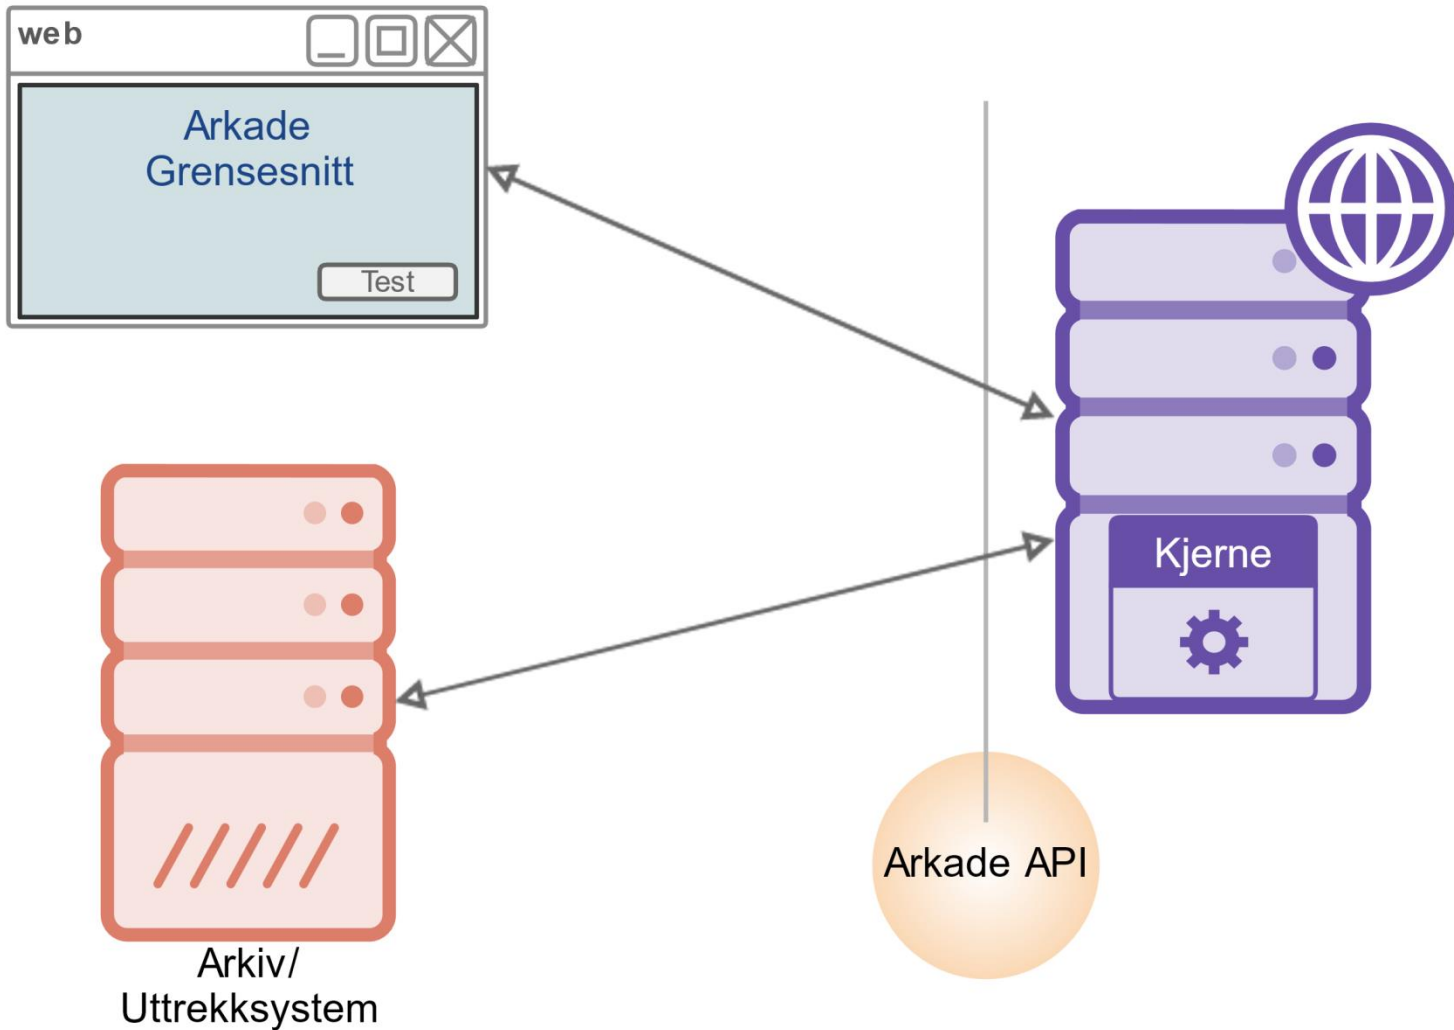 web
Arkade
Grensesnitt
Test
Kjerne
Arkade API
Arkiv/
Uttrekksystem